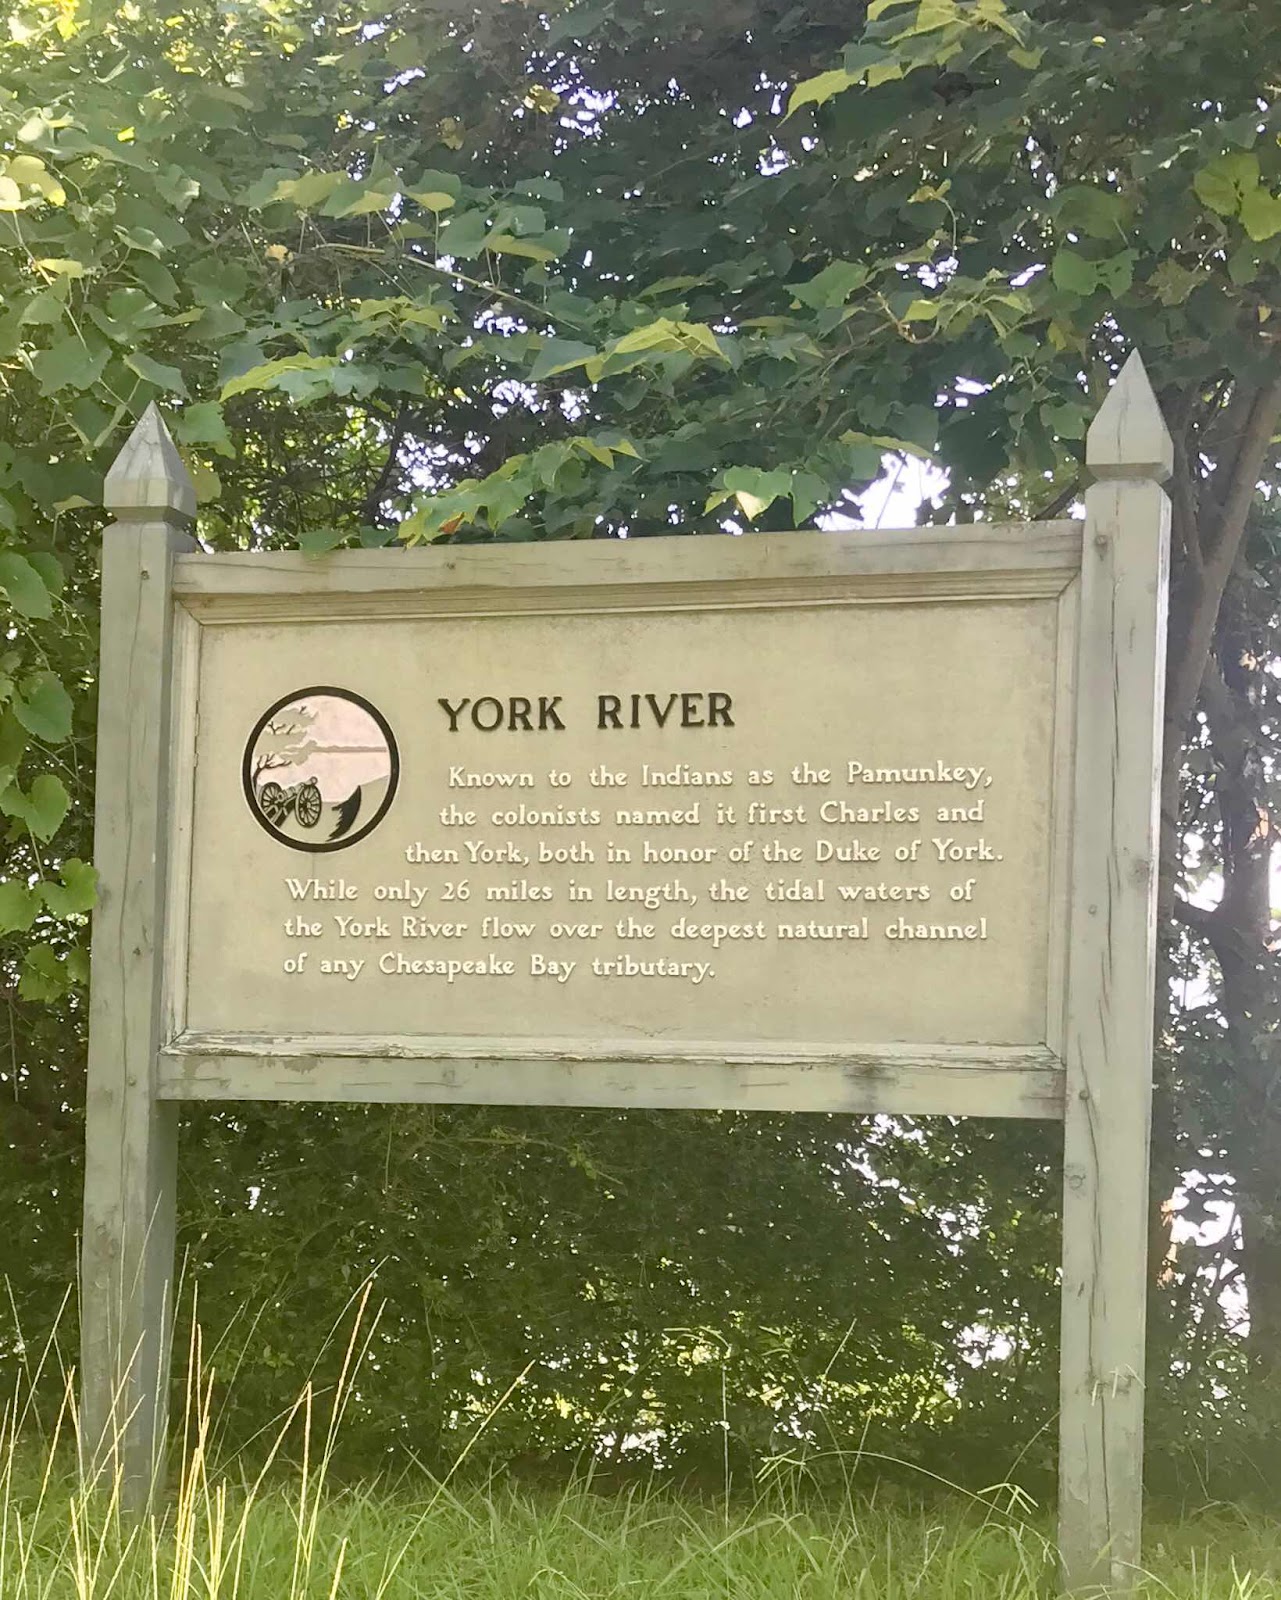 YORK RIVER
Known to the Indians as the Pamunkey,
the colonists named it first Charles and
then York, both in honor of the Duke of York.
While only 26 miles in length, the tidal waters of
the York River flow over the deepest natural channel
of any Chesapeake Bay tributary.